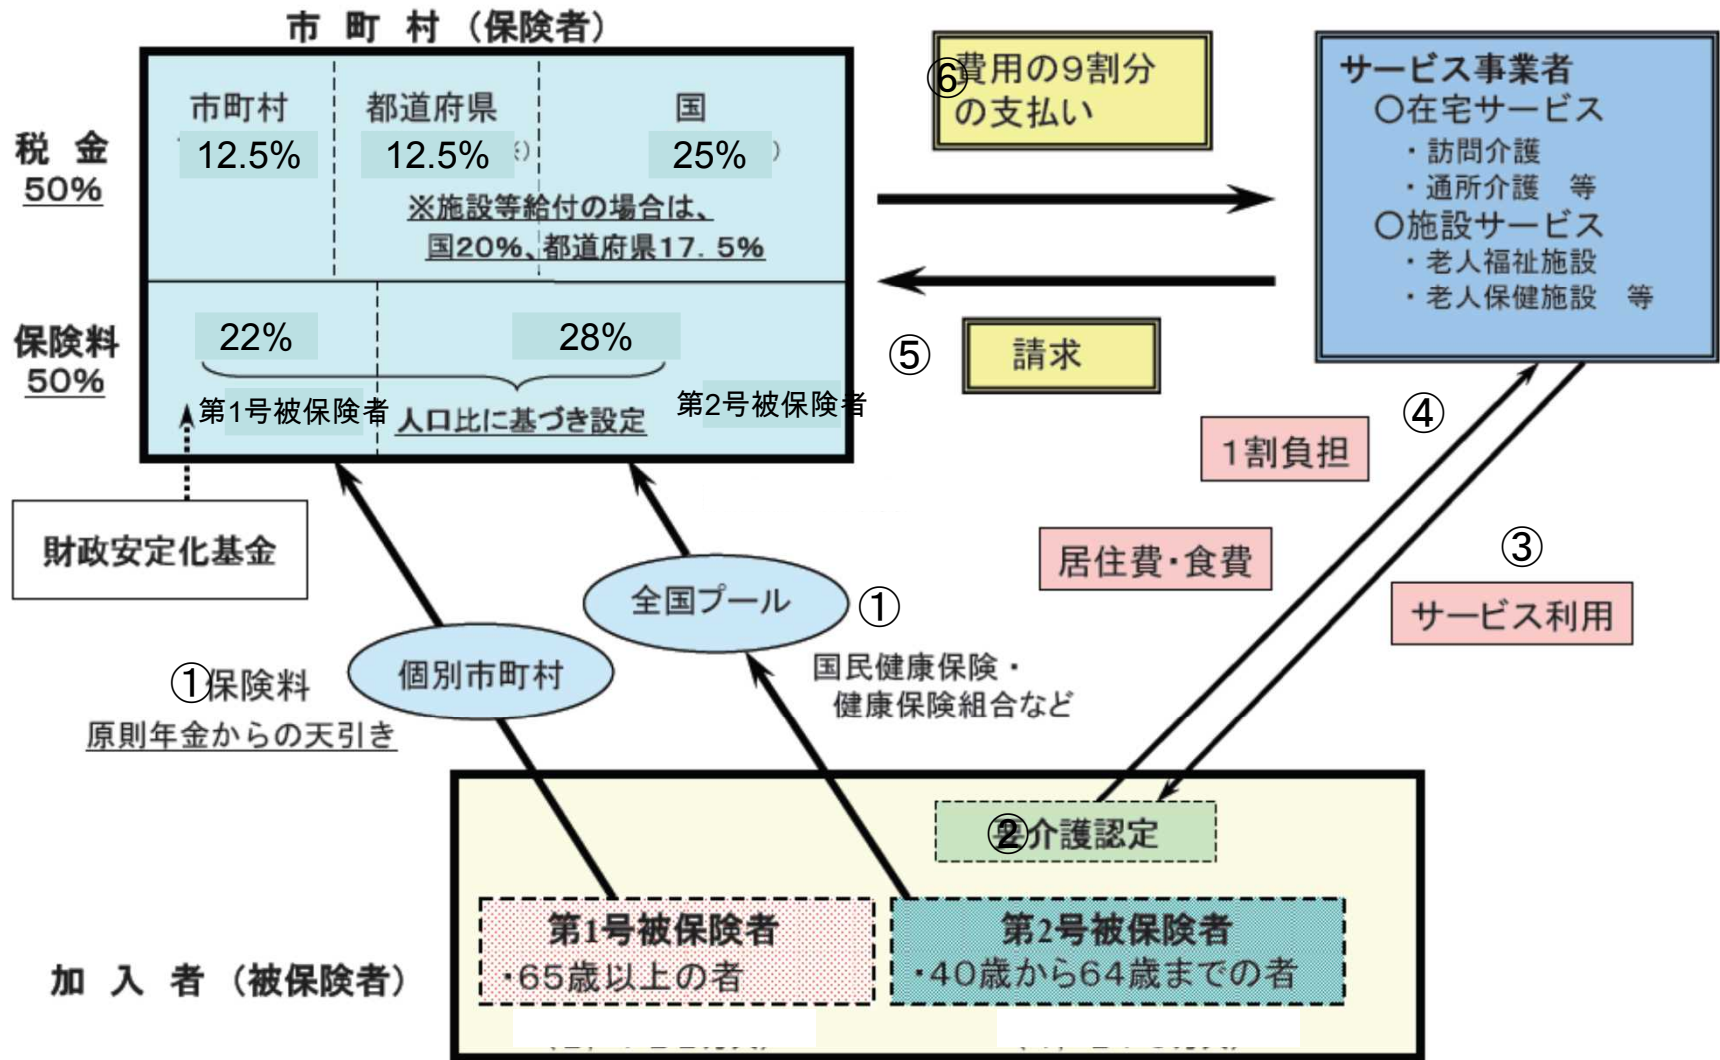 市 町 村 (保険者)
税 金
50%
市町村
12.5%
都道府県
12.5%
国
25%
※施設等給付の場合は、
国20%、都道府県17.5%
保険料
50%
22%
28%
第1号被保険者
人口比に基づき設定
第2号被保険者
⑥費用の9割分
の支払い
⑤
請求
サービス事業者
○在宅サービス
・訪問介護
・通所介護 等
○施設サービス
・老人福祉施設
・老人保健施設 等
④
1割負担
居住費・食費
③
サービス利用
財政安定化基金
全国プール
①
個別市町村
①保険料
原則年金からの天引き
国民健康保険・
健康保険組合など
②介護認定
加 入 者 (被保険者)
第1号被保険者
・65歳以上の者
第2号被保険者
・40歳から64歳までの者